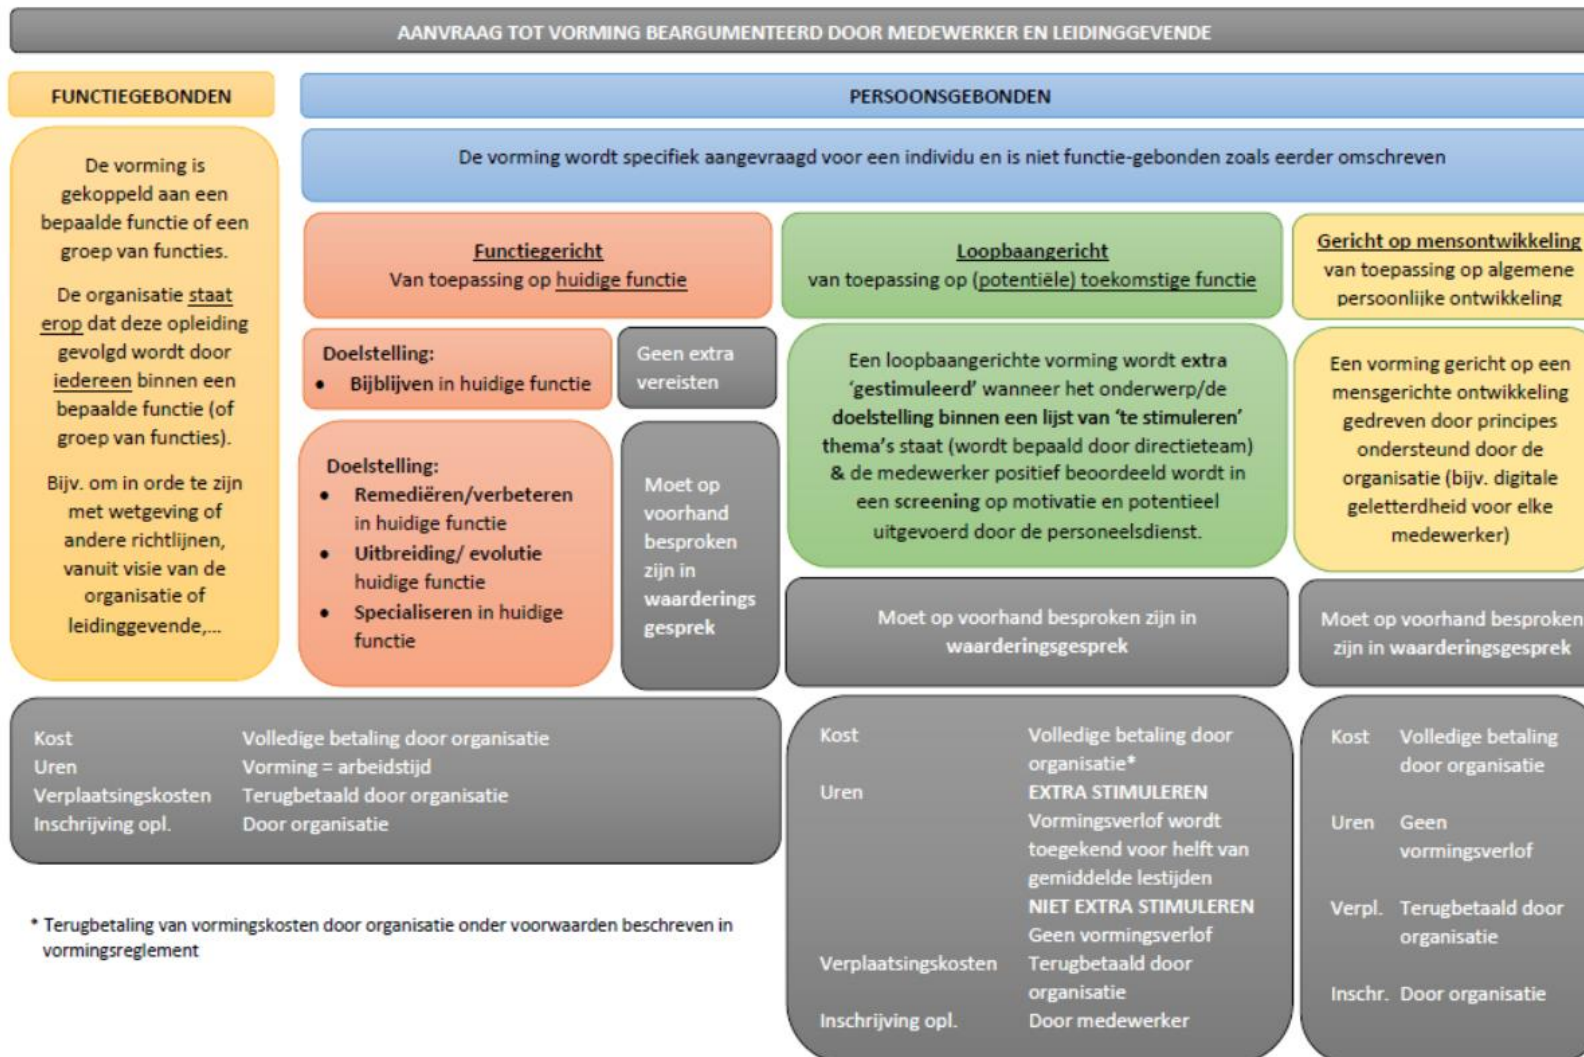 AANVRAAG TOT VORMING BEARGUMENTEERD DOOR MEDEWERKER EN LEIDINGGEVENDE
FUNCTIEGEBONDEN
De vorming is
gekoppeld aan een
bepaalde functie of een
groep van functies.
De organisatie staat
erop dat deze opleiding
gevolgd wordt door
iedereen binnen een
bepaalde functie (of
groep van functies).
Bijv. om in orde te zijn
met wetgeving of
andere richtlijnen,
vanuit visie van de
organisatie of
leidinggevende,...
PERSOONSGEBONDEN
De vorming wordt specifiek aangevraagd voor een individu en is niet functie-gebonden zoals eerder omschreven
Functiegericht
Van toepassing op huidige functie
Doelstelling:
• Bijblijven in huidige functie
Geen extra
vereisten
Doelstelling:
• Remediëren/verbeteren
in huidige functie
• Uitbreiding/ evolutie
huidige functie
• Specialiseren in huidige
functie
Moet op
voorhand
besproken
zijn in
waarderings
gesprek
Kost Volledige betaling door organisatie
Uren Vorming = arbeidstijd
Verplaatsingskosten Terugbetaald door organisatie
Inschrijving opl. Door organisatie
Loopbaangericht
van toepassing op (potentiële) toekomstige functie
Een loopbaangerichte vorming wordt extra
‘gestimuleerd’ wanneer het onderwerp/de
doelstelling binnen een lijst van ‘te stimuleren’
thema’s staat (wordt bepaald door directieteam)
& de medewerker positief beoordeeld wordt in
een screening op motivatie en potentieel
uitgevoerd door de personeelsdienst.
Moet op voorhand besproken zijn in
waarderingsgesprek
Kost Volledige betaling door
organisatie*
Uren EXTRA STIMULEREN
Vormingsverlof wordt
toegekend voor helft van
gemiddelde lestijden
NIET EXTRA STIMULEREN
Geen vormingsverlof
Verplaatsingskosten Terugbetaald door
organisatie
Inschrijving opl. Door medewerker
Gericht op mensontwikkeling
van toepassing op algemene
persoonlijke ontwikkeling
Een vorming gericht op een
mensgerichte ontwikkeling
gedreven door principes
ondersteund door de
organisatie (bijv. digitale
geletterdheid voor elke
medewerker)
Moet op voorhand besproken
zijn in waarderingsgesprek
Kost Volledige betaling
door organisatie
Uren Geen
vormingsverlof
Verpl. Terugbetaald door
organisatie
Inschr. Door organisatie
* Terugbetaling van vormingskosten door organisatie onder voorwaarden beschreven in
vormingsreglement